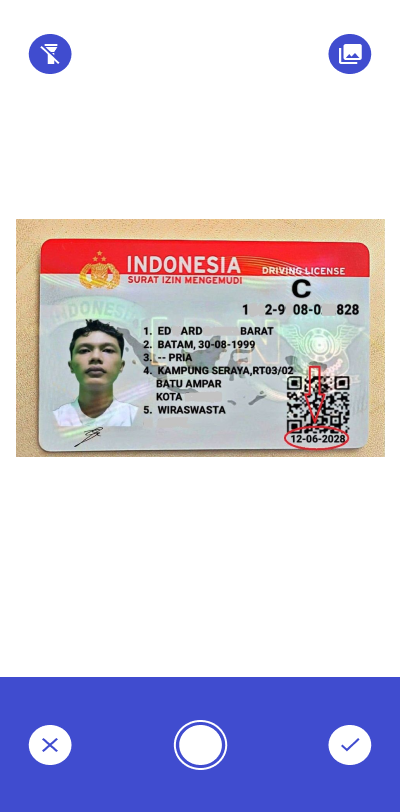 INDONESIA
SURAT IZIN MENGEMUDI
DRIVING LICENSE
C
1 2-9 08-0 828
1. ED ARD BARAT
2. BATAM, 30-08-1999
3. - -- PRIA
4. KAMPUNG SERAYA,RT03/02
BATU AMPAR
KOTA
5. WIRASWASTA
12-06-2028